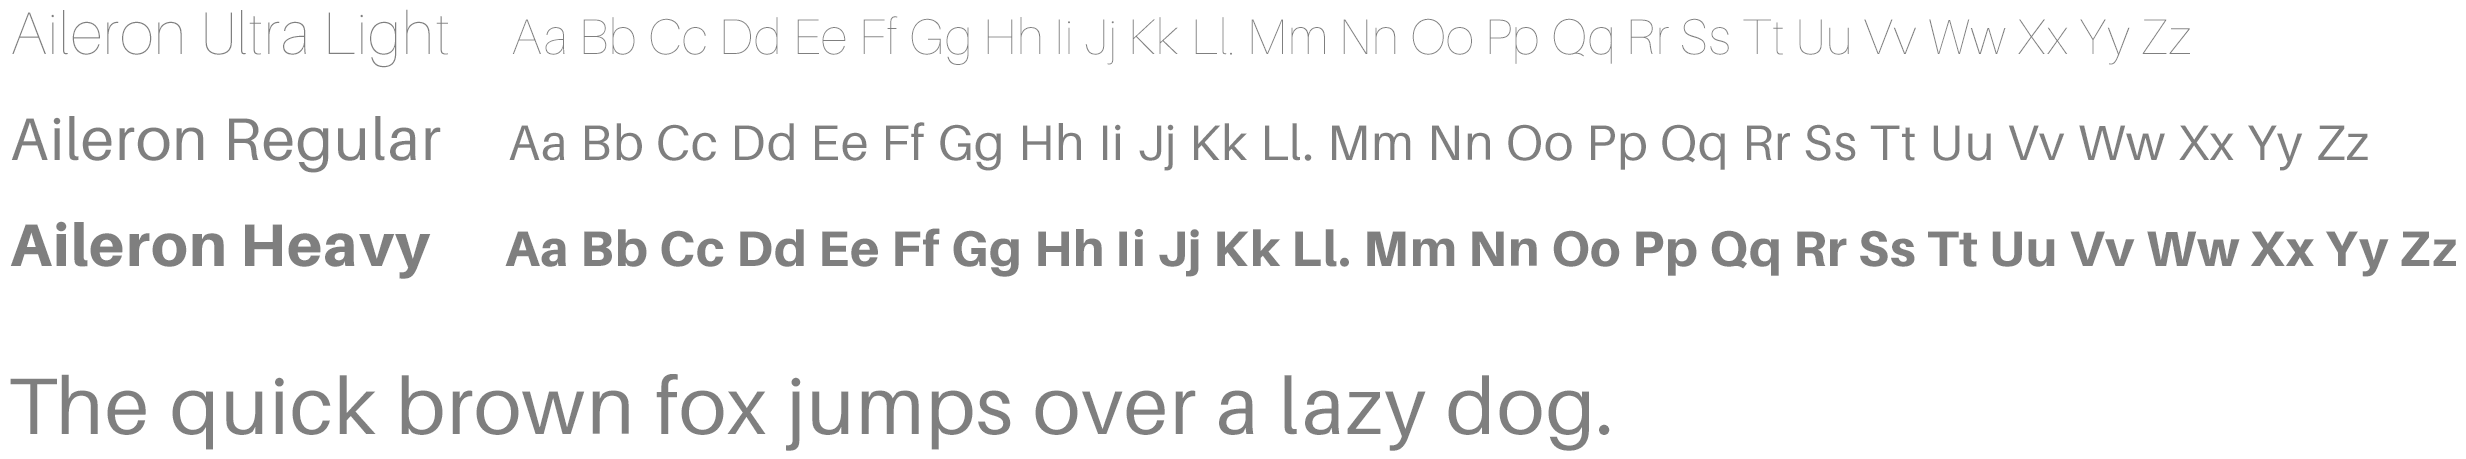 Aileron Ultra Light Aa Bb Cc Dd Ee Ff Gg Hh Ii Jj Kk Ll. Mm Nn Oo Pp Qq Rr Ss Tt Uu Vv Ww Xx Yy Zz
Aileron Regular Aa Bb Cc Dd Ee Ff Gg Hh Ii Jj Kk Ll. Mm Nn Oo Pp Qq Rr Ss Tt Uu Vv Ww Xx Yy Zz
Aileron Heavy Aa Bb Cc Dd Ee Ff Gg Hh Ii Jj Kk Ll. Mm Nn Oo Pp Qq Rr Ss Tt Uu Vv Ww Xx Yy Zz
The quick brown fox jumps over a lazy dog.